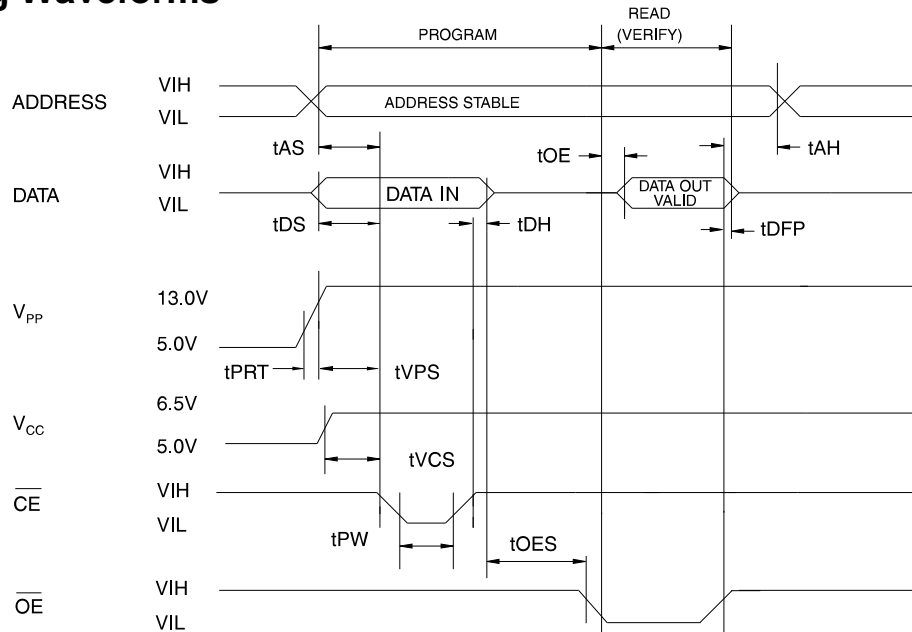 g Waveforms
READ
PROGRAM
(VERIFY)
ADDRESS
VIH
VIL
ADDRESS STABLE
tAS
tOE
tAH
DATA
VIH
VIL
DATA IN
DATA OUT
VALID
tDS
tDH
tDFP
VPP
13.0V
5.0V
tPRT
tVPS
VCC
6.5V
5.0V
tVCS
CE
VIH
VIL
tPW
tOES
OE
VIH
VIL